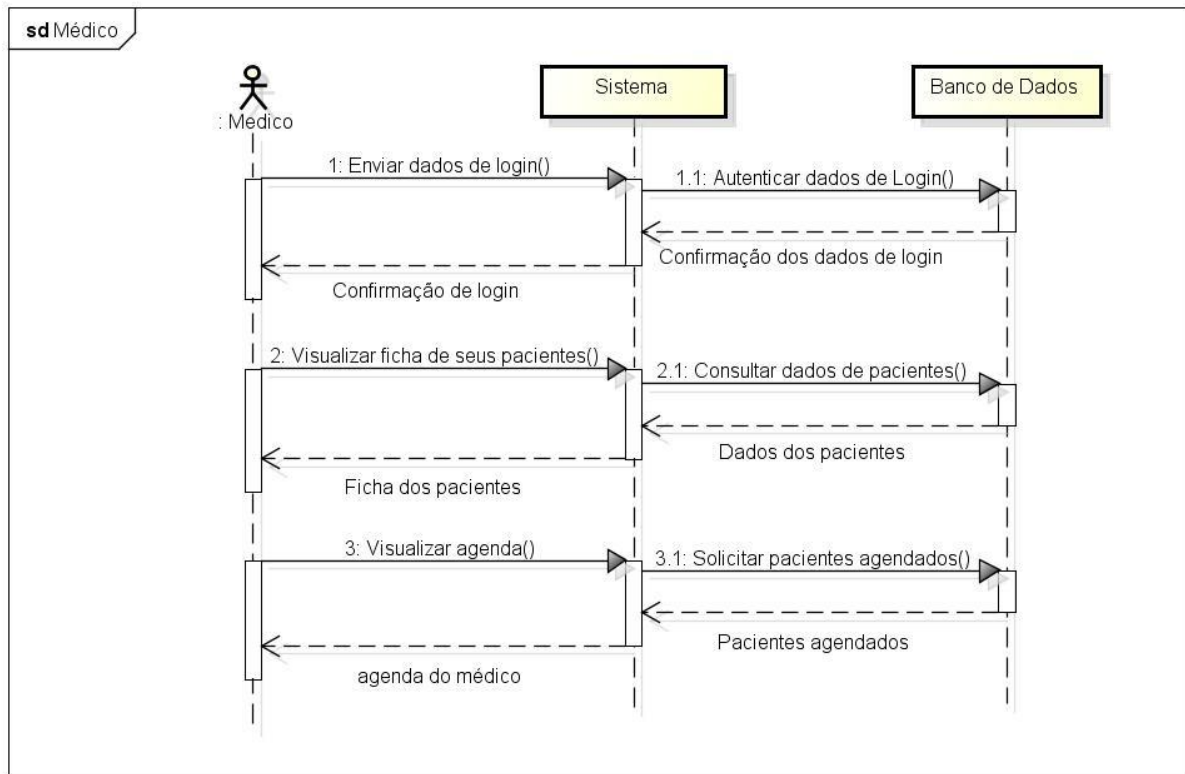 sd Médico
Sistema
Banco de Dados
: Medico
1: Enviar dados de login()
1.1: Autenticar dados de Login()
Confirmação dos dados de login
Confirmação de login
2: Visualizar ficha de seus pacientes()
2.1: Consultar dados de pacientes()
Dados dos pacientes
Ficha dos pacientes
3: Visualizar agenda()
3.1: Solicitar pacientes agendados()
Pacientes agendados
agenda do médico